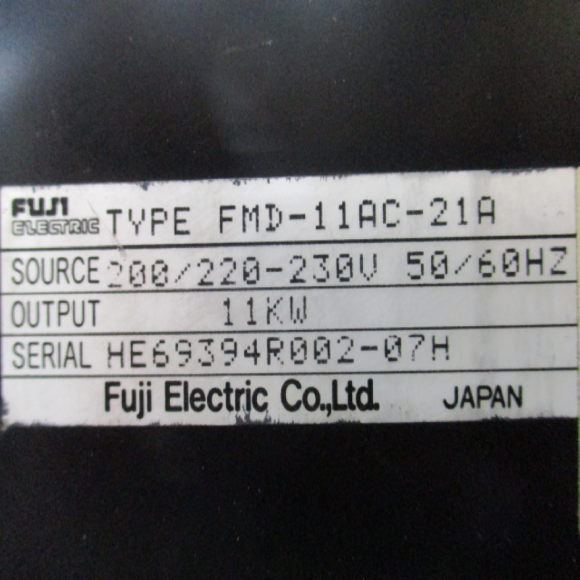 FUJI
ELECTRIC TYPE FMD-11AC-21A
SOURCE 200/220-230V 50/60HZ
OUTPUT 11KW
SERIAL HE69394R002-07H
Fuji Electric Co.,Ltd. JAPAN